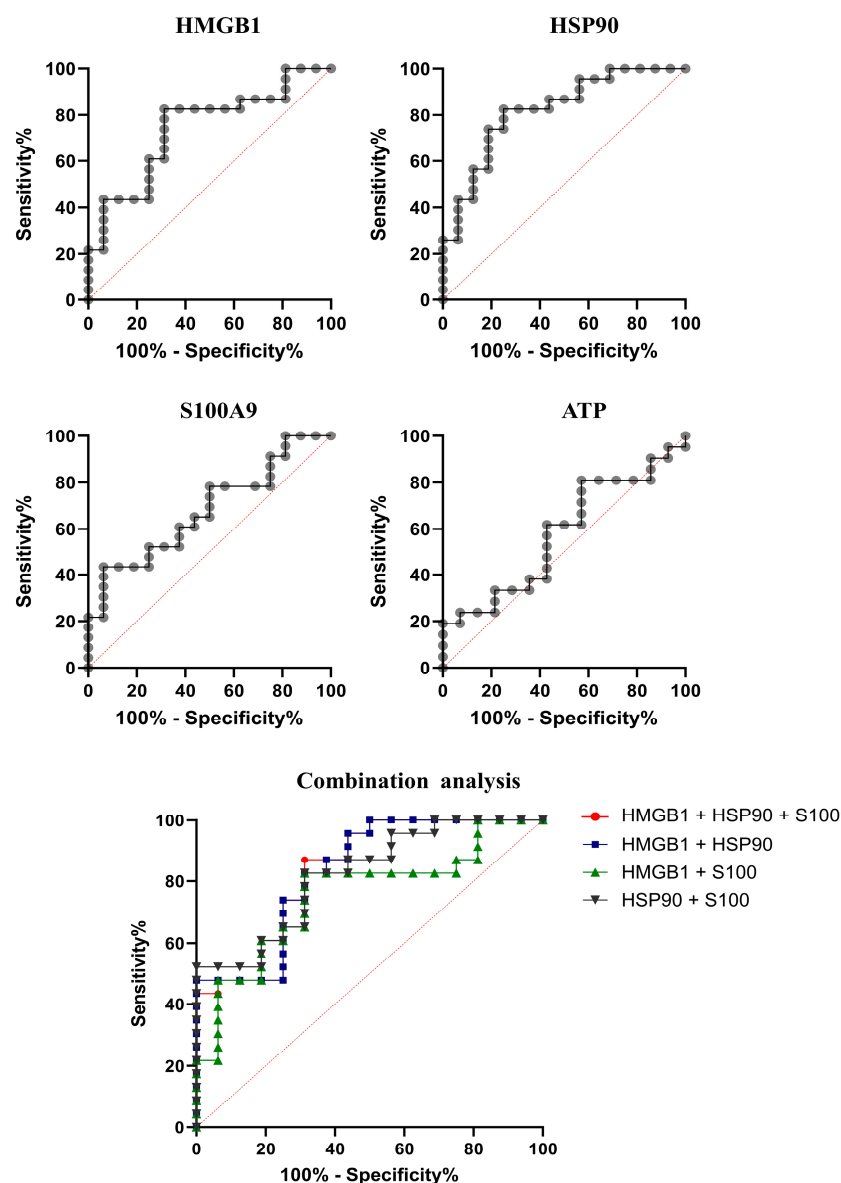 HMGB1
HSP90
100
80
60
40
20
0
Sensitivity%
0 20 40 60 80 100
100% - Specificity%
100
80
60
40
20
0
Sensitivity%
0 20 40 60 80 100
100% - Specificity%
S100A9
ATP
100
80
60
40
20
0
Sensitivity%
0 20 40 60 80 100
100% - Specificity%
100
80
60
40
20
0
Sensitivity%
0 20 40 60 80 100
100% - Specificity%
Combination analysis
100
80
60
40
20
0
Sensitivity%
0 20 40 60 80 100
100% - Specificity%
HMGB1 + HSP90 + S100
HMGB1 + HSP90
HMGB1 + S100
HSP90 + S100